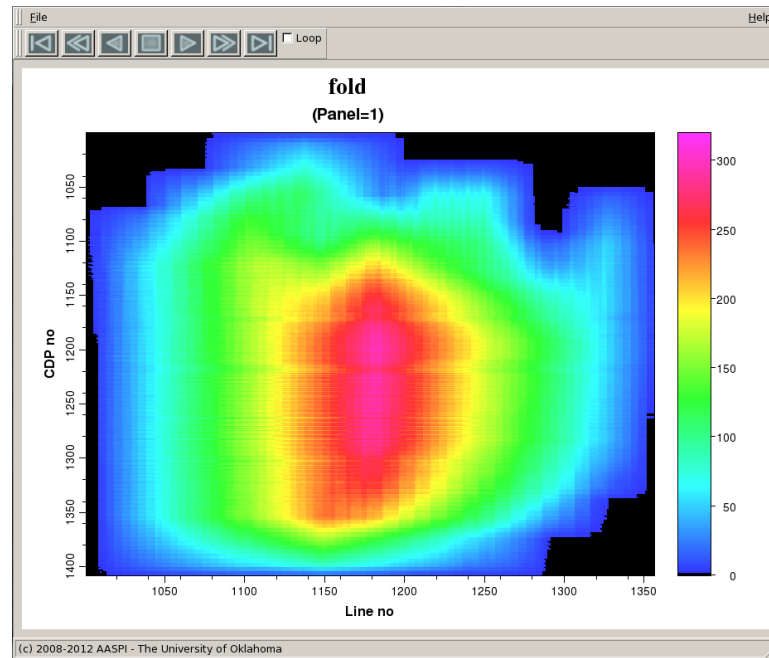 File Help
Loop
fold
(Panel=1)
CDP no
1050
1100
1150
1200
1250
1300
1350
1400
1050 1100 1150 1200 1250 1300 1350
Line no
300
250
200
150
100
50
0
(c) 2008-2012 AASPI - The University of Oklahoma